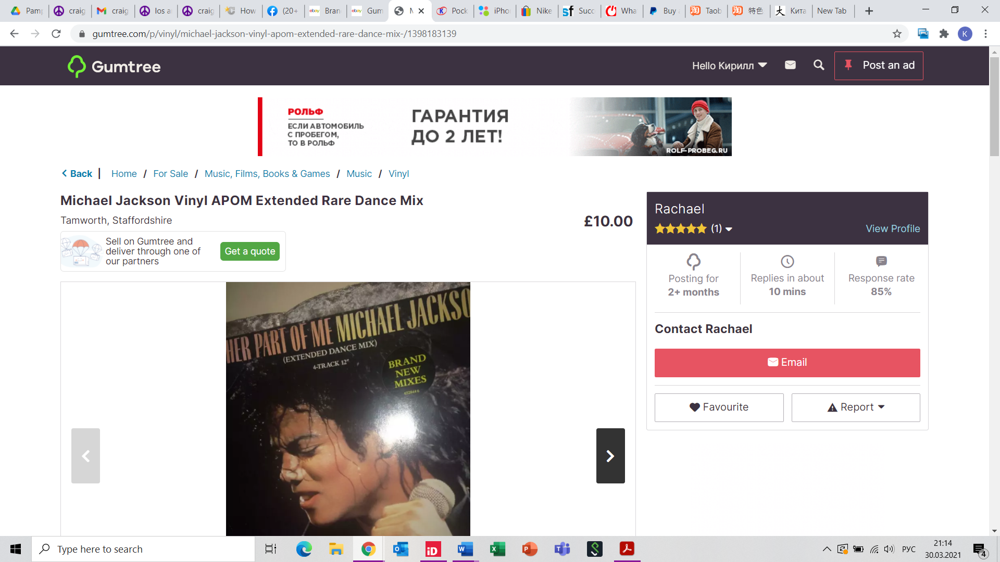 Pamp
craig
craig
los a
craig
How
(20+
Bran
Gum
M
Pock
iPho
Nike
Succ
Wha
Buy
Taob
特色
Кита
New Tab
gumtree.com/p/vinyl/michael-jackson-vinyl-apom-extended-rare-dance-mix-/1398183139
K
Gumtree
Hello Кирилл
Post an ad
РОЛЬФ
ЕСЛИ АВТОМОБИЛЬ
С ПРОБЕГОМ,
ТО В РОЛЬФ
ГАРАНТИЯ
ДО 2 ЛЕТ!
ROLF-PROBEG.RU
Back | Home / For Sale / Music, Films, Books & Games / Music / Vinyl
Michael Jackson Vinyl APOM Extended Rare Dance Mix
Tamworth, Staffordshire
£10.00
Sell on Gumtree and
deliver through one of
our partners
Get a quote
HER PART OF ME MICHAEL JACKSO
(EXTENDED DANCE MIX)
4-TRACK 12"
BRAND
NEW
MIXES
Rachael
(1)
View Profile
Posting for
2+ months
Replies in about
10 mins
Response rate
85%
Contact Rachael
Email
Favourite
Report
Type here to search
РУС
21:14
30.03.2021
4